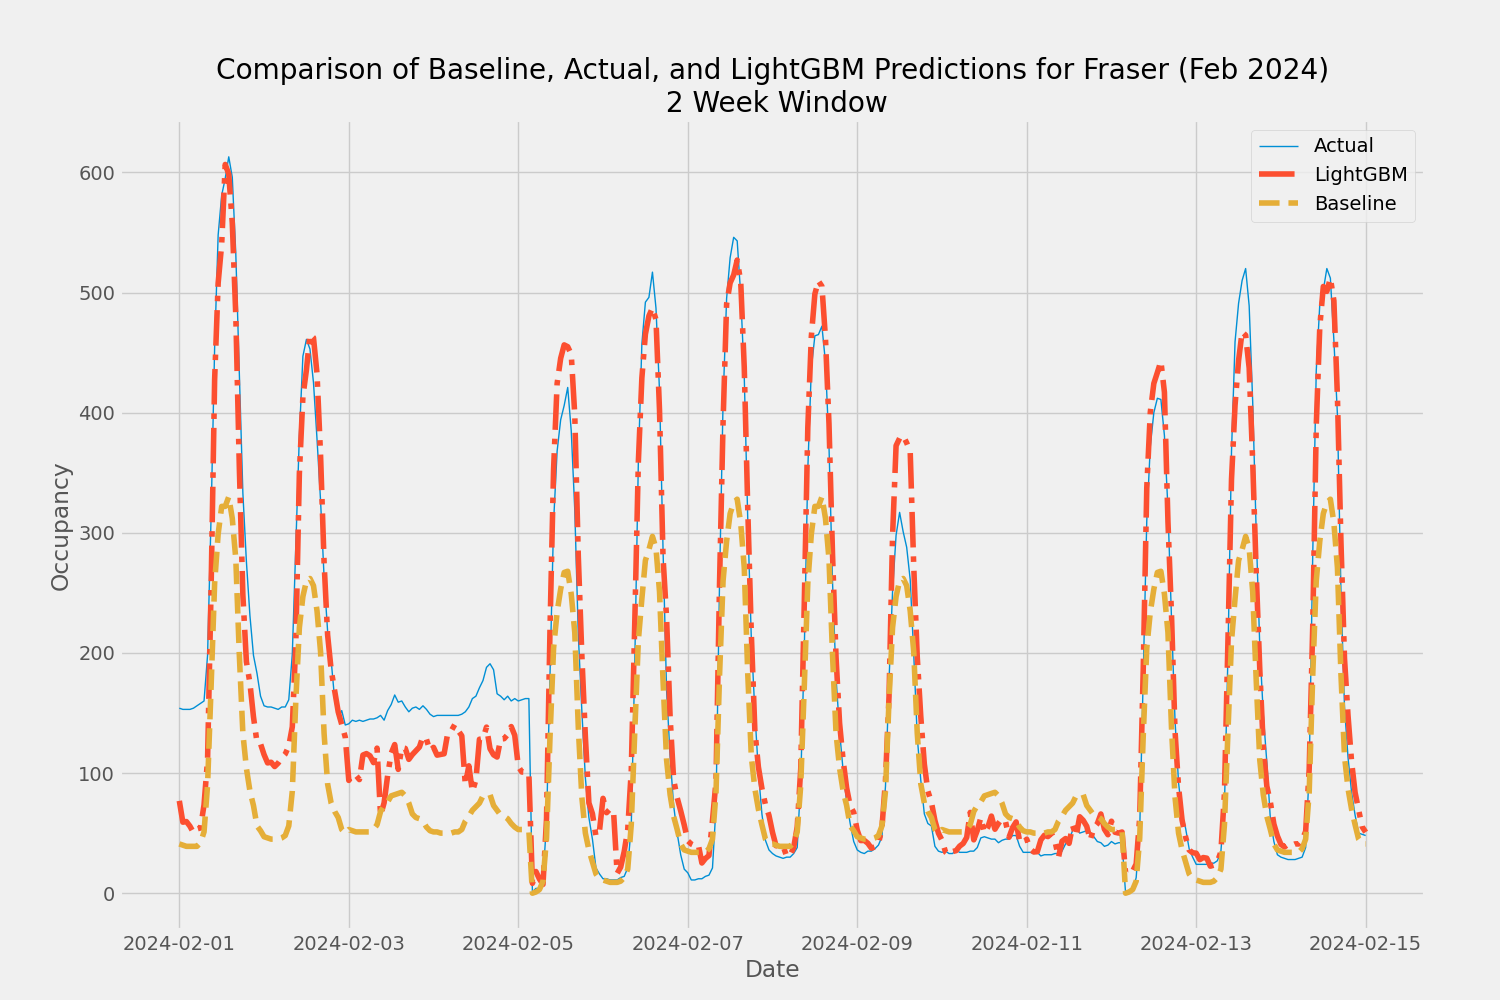 Comparison of Baseline, Actual, and LightGBM Predictions for Fraser (Feb 2024)
2 Week Window
Actual
LightGBM
Baseline
600
500
400
300
200
100
0
Occupancy
2024-02-01 2024-02-03 2024-02-05 2024-02-07 2024-02-09 2024-02-11 2024-02-13 2024-02-15
Date